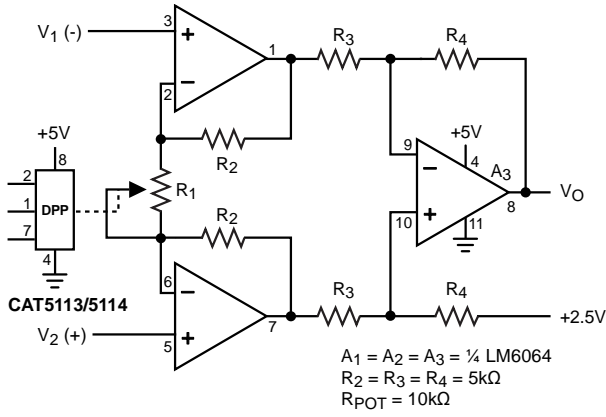 V1 (-)
3
+
1
R3
R4
2
–
+5V
8
R2
9
+5V
4
2
1
7
DPP
R1
–
A3
8
VO
R2
10
+
11
4
CAT5113/5114
6
–
7
R3
R4
+2.5V
V2 (+)
5
+
A1 = A2 = A3 = ¼ LM6064
R2 = R3 = R4 = 5kΩ
RPOT = 10kΩ